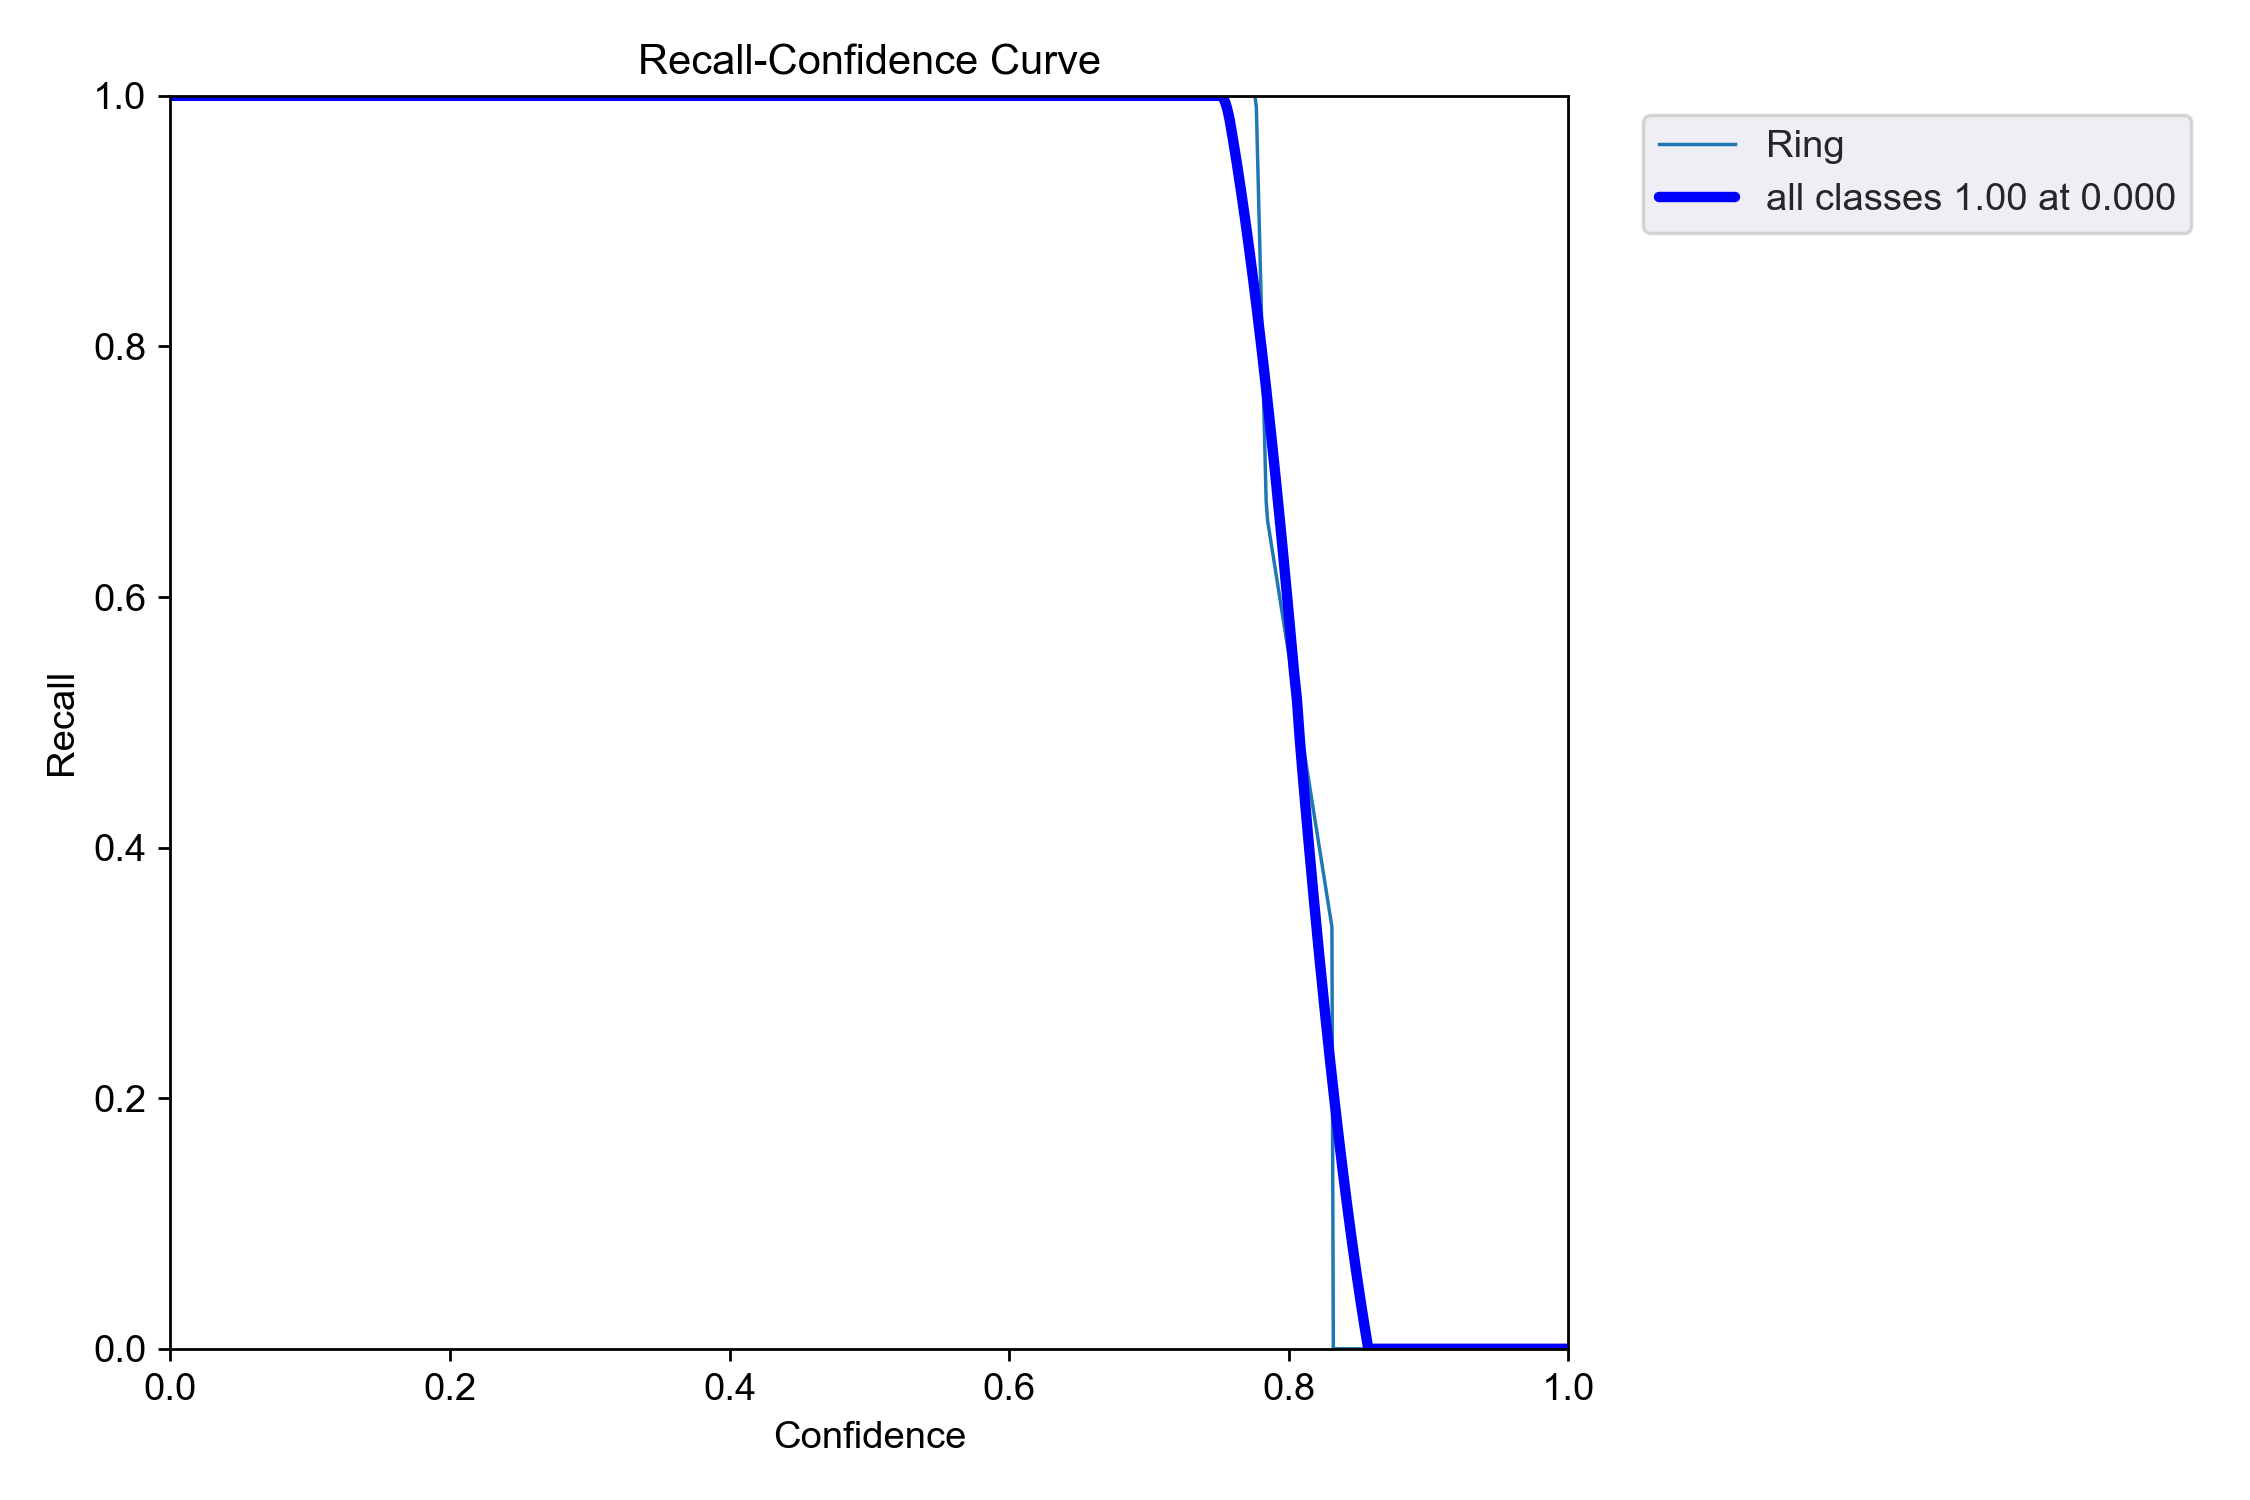 Recall-Confidence Curve
Ring
all classes 1.00 at 0.000
1.0
0.8
0.6
0.4
0.2
0.0
Recall
0.0 0.2 0.4 0.6 0.8 1.0
Confidence